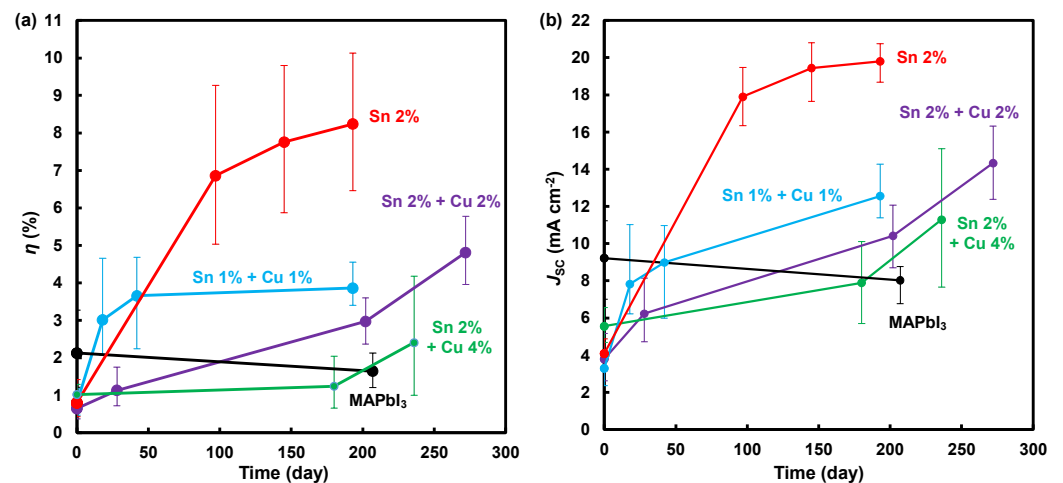 (a)
11
10
9
8
7
6
5
4
3
2
1
0
η (%)
0 50 100 150 200 250 300
Time (day)
Sn 2%
Sn 2% + Cu 2%
Sn 1% + Cu 1%
Sn 2%
+ Cu 4%
MAPbI₃
(b)
22
20
18
16
14
12
10
8
6
4
2
0
J_SC (mA cm⁻²)
0 50 100 150 200 250 300
Time (day)
Sn 2%
Sn 2% + Cu 2%
Sn 1% + Cu 1%
Sn 2%
+ Cu 4%
MAPbI₃